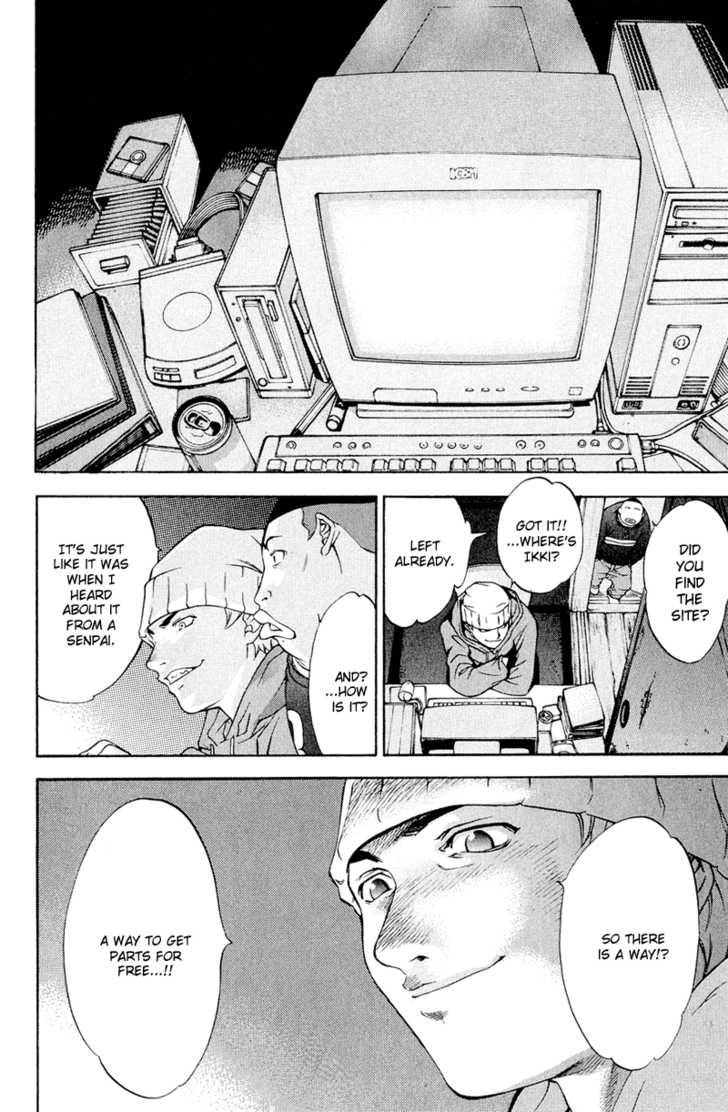 DID
YOU
FIND
THE
SITE?
GOT IT!!
...WHERE'S
IKKI?
LEFT
ALREADY.
AND?
...HOW
IS IT?
IT'S JUST
LIKE IT WAS
WHEN I
HEARD
ABOUT IT
FROM A
SENPAI.
SO THERE
IS A WAY!?
A WAY TO GET
PARTS FOR
FREE...!!